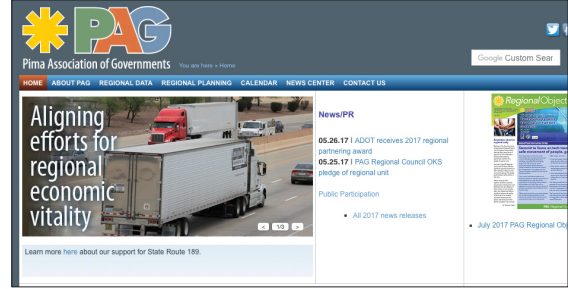 PAG
Pima Association of Governments
You are here » Home
Google Custom Sear
HOME ABOUT PAG REGIONAL DATA REGIONAL PLANNING CALENDAR NEWS CENTER CONTACT US
Aligning
efforts for
regional
economic
vitality
< 1/3 >
Learn more here about our support for State Route 189.
News/PR
05.26.17 | ADOT receives 2017 regional
partnering award
05.25.17 | PAG Regional Council OKS
pledge of regional unit
Public Participation
All 2017 news releases
RegionalObject
July 2017 PAG Regional Obj